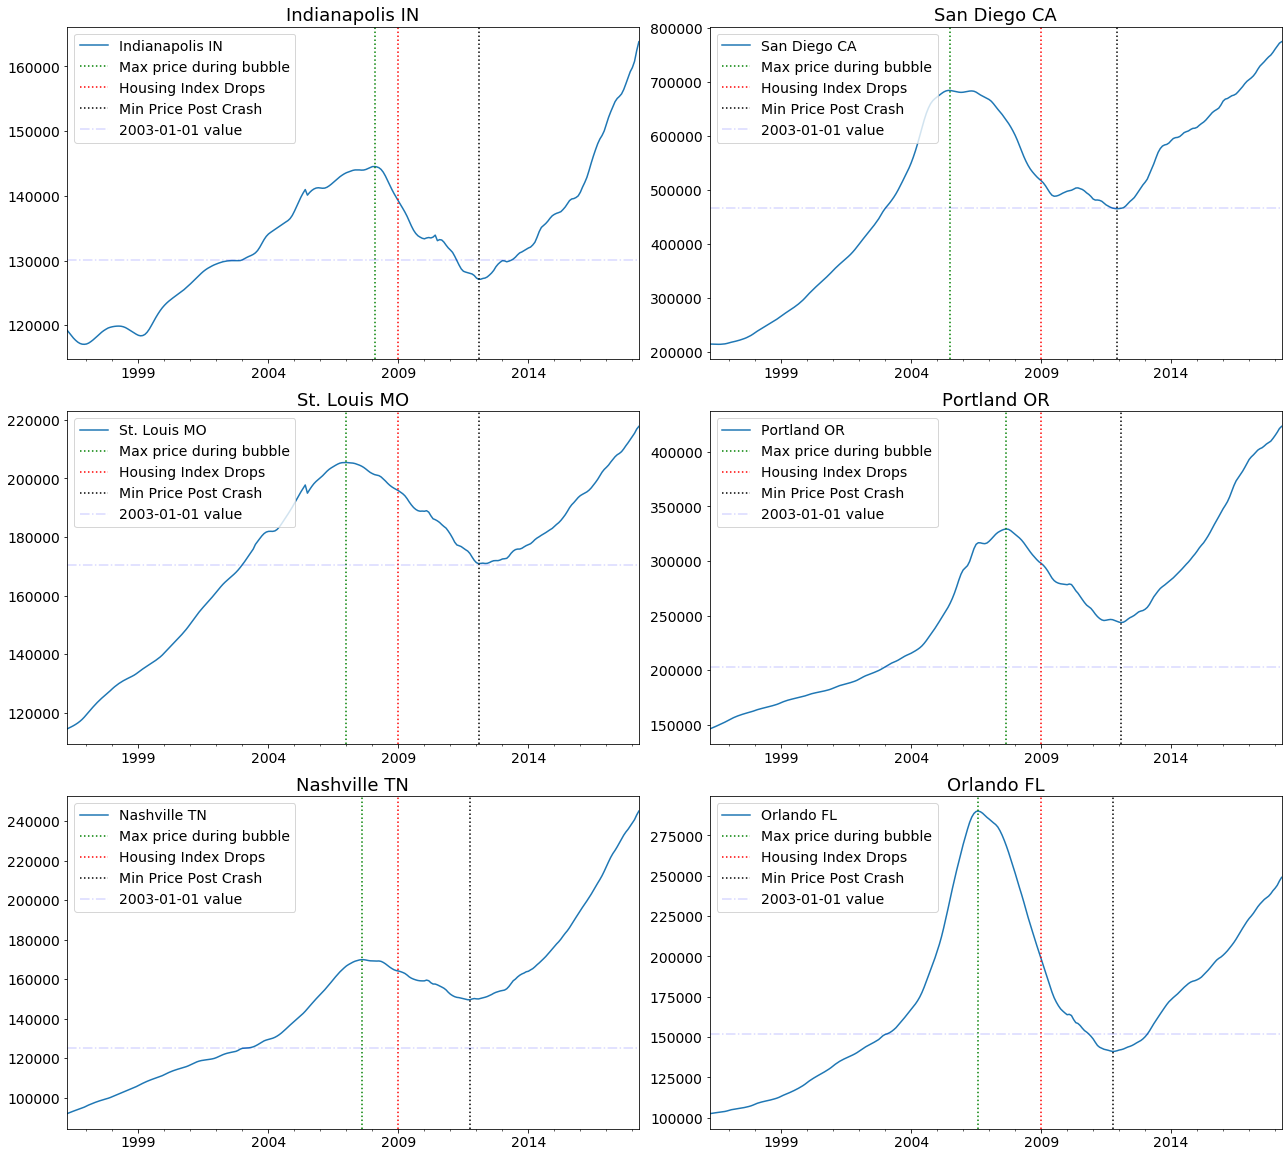 Indianapolis IN
Indianapolis IN
Max price during bubble
Housing Index Drops
Min Price Post Crash
2003-01-01 value
160000
150000
140000
130000
120000
1999
2004
2009
2014
San Diego CA
San Diego CA
Max price during bubble
Housing Index Drops
Min Price Post Crash
2003-01-01 value
800000
700000
600000
500000
400000
300000
200000
1999
2004
2009
2014
St. Louis MO
St. Louis MO
Max price during bubble
Housing Index Drops
Min Price Post Crash
2003-01-01 value
220000
200000
180000
160000
140000
120000
1999
2004
2009
2014
Portland OR
Portland OR
Max price during bubble
Housing Index Drops
Min Price Post Crash
2003-01-01 value
400000
350000
300000
250000
200000
150000
1999
2004
2009
2014
Nashville TN
Nashville TN
Max price during bubble
Housing Index Drops
Min Price Post Crash
2003-01-01 value
240000
220000
200000
180000
160000
140000
120000
100000
1999
2004
2009
2014
Orlando FL
Orlando FL
Max price during bubble
Housing Index Drops
Min Price Post Crash
2003-01-01 value
275000
250000
225000
200000
175000
150000
125000
100000
1999
2004
2009
2014